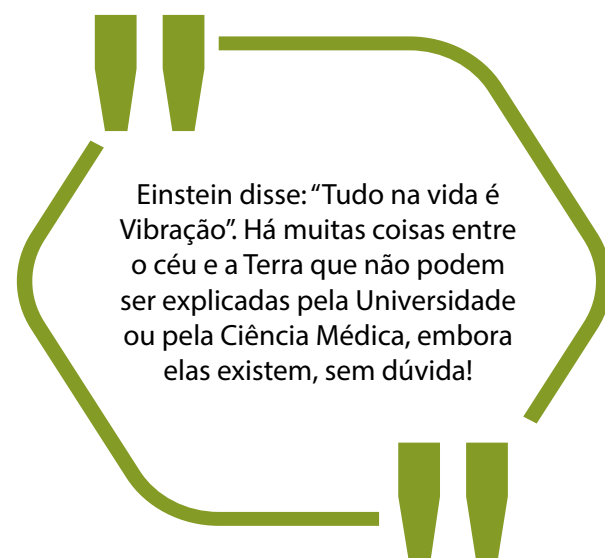 Einstein disse: “Tudo na vida é
Vibração”. Há muitas coisas entre
o céu e a Terra que não podem
ser explicadas pela Universidade
ou pela Ciência Médica, embora
elas existem, sem dúvida!